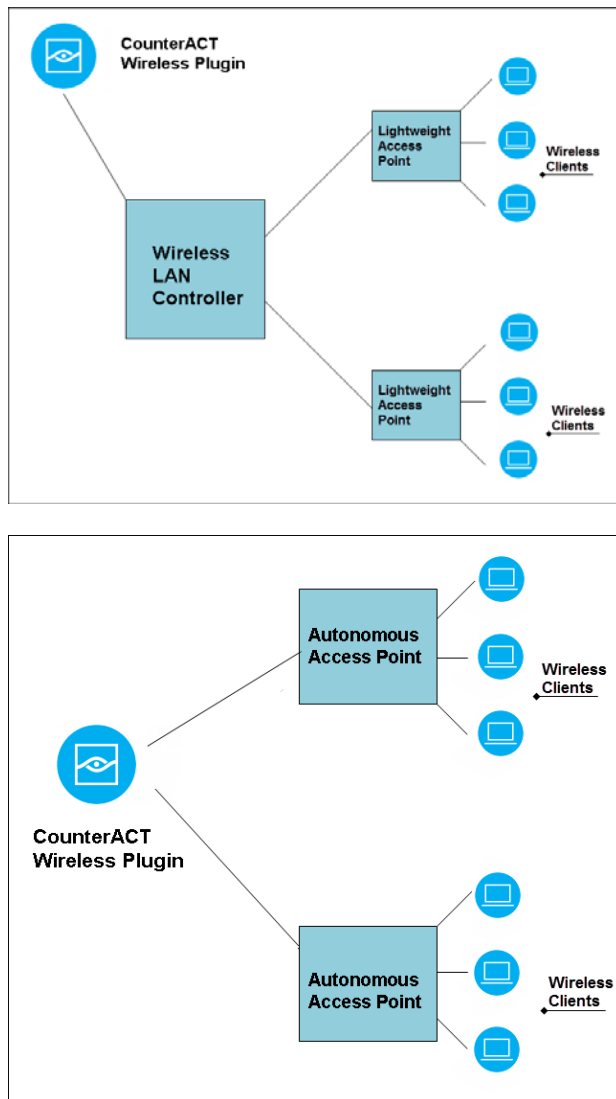 CounterACT
Wireless Plugin
Lightweight
Access
Point
Wireless
Clients
Wireless
LAN
Controller
Lightweight
Access
Point
Wireless
Clients
Autonomous
Access Point
Wireless
Clients
CounterACT
Wireless Plugin
Autonomous
Access Point
Wireless
Clients